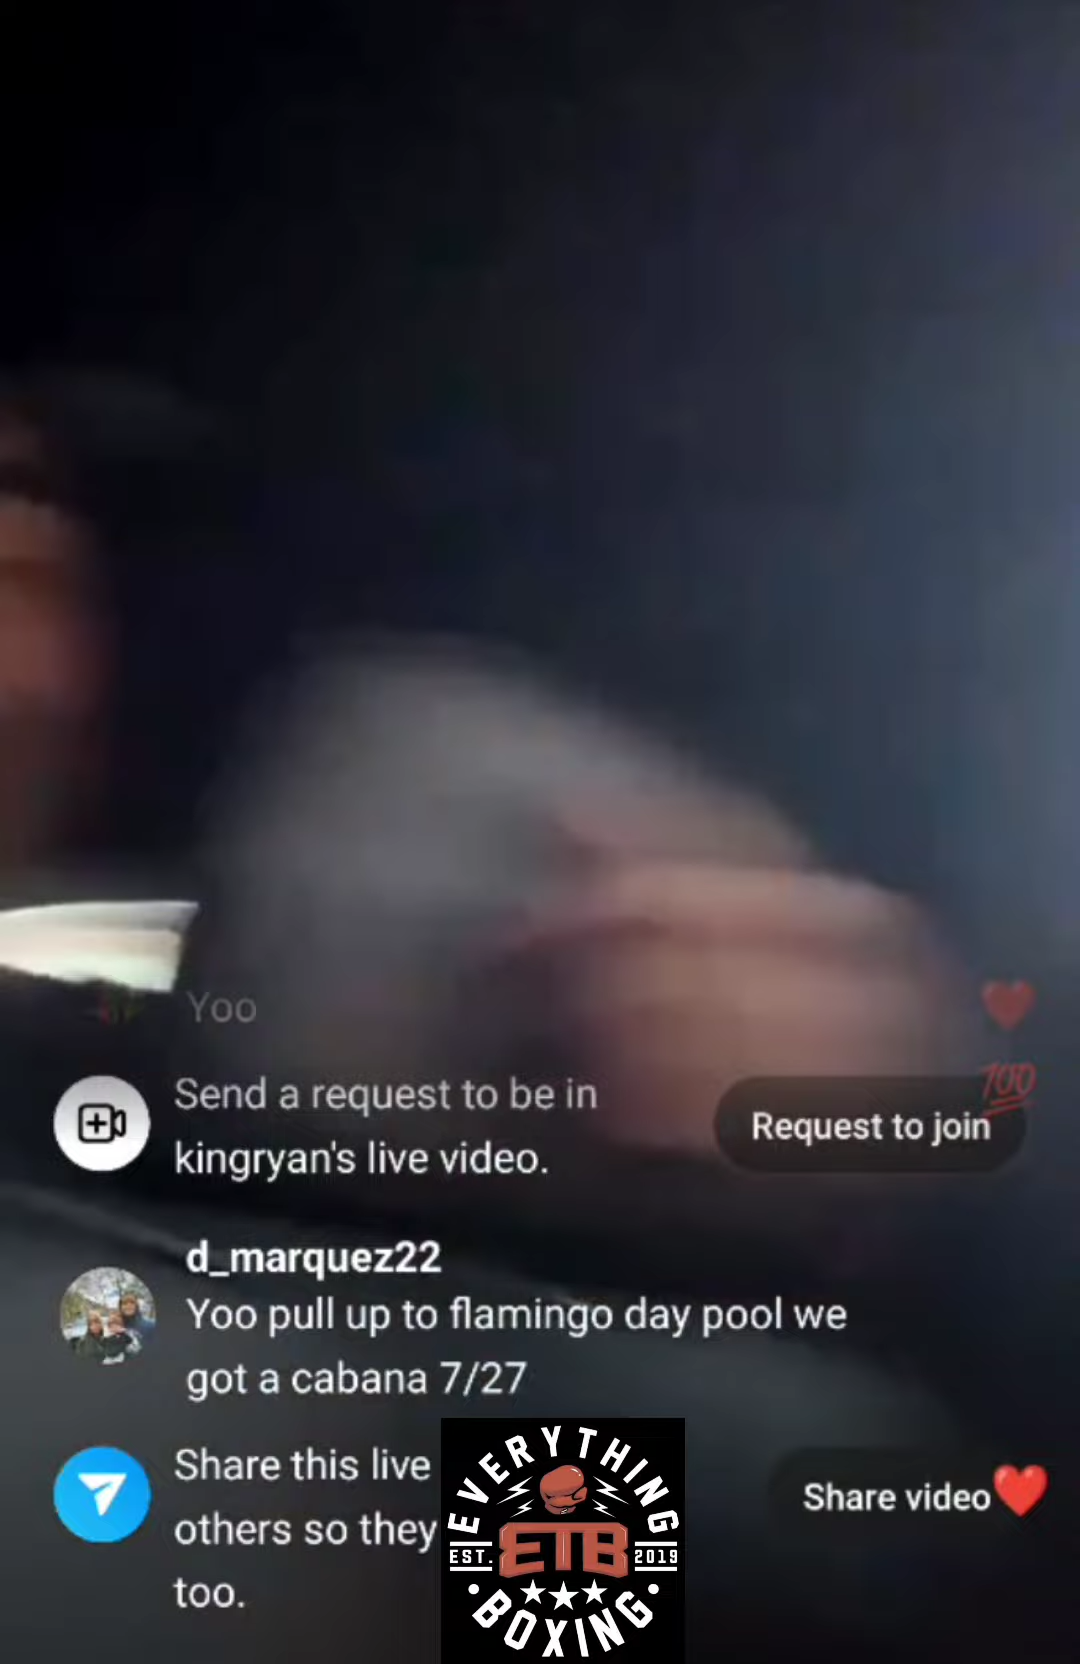 Yoo
❤️
💯
Send a request to be in
kingryan's live video.
Request to join
d_marquez22
Yoo pull up to flamingo day pool we
got a cabana 7/27
Share this live
others so they
too.
Share video❤️
EVERYTHING
EST. ETB 2019
BOXING